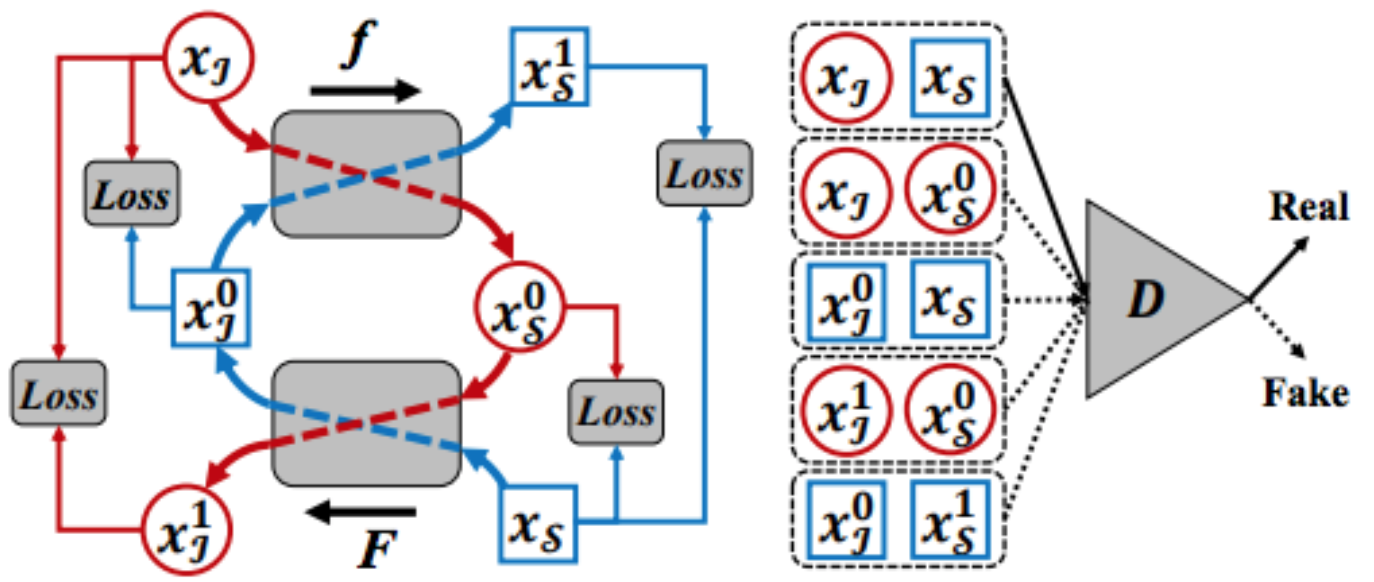 x_𝒥
f
x_𝒮^1
Loss
Loss
x_𝒥^0
x_𝒮^0
Loss
Loss
x_𝒥^1
F
x_𝒮
x_𝒥 x_𝒮
x_𝒥 x_𝒮^0
x_𝒥^0 x_𝒮
x_𝒥^1 x_𝒮^0
x_𝒥^0 x_𝒮^1
D
Real
Fake